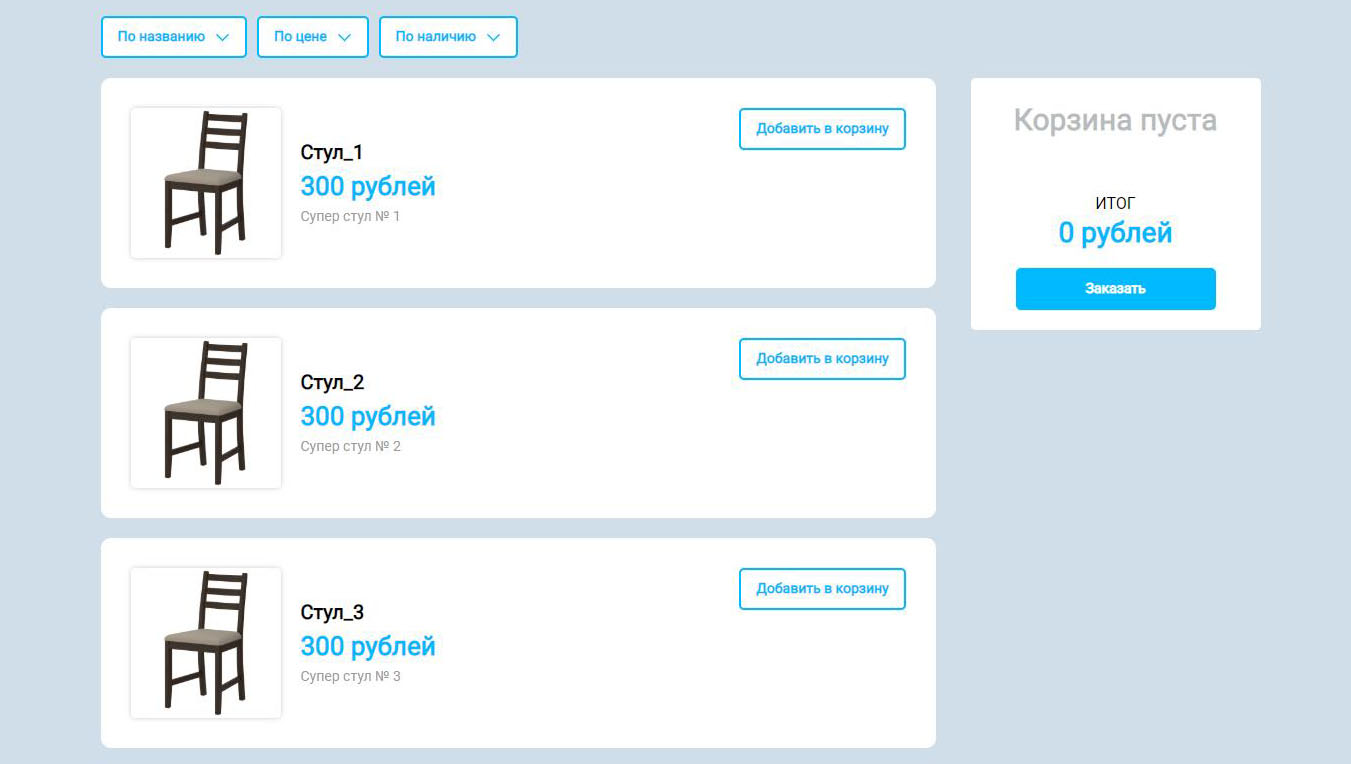 По названию
По цене
По наличию
Стул_1
300 рублей
Супер стул № 1
Добавить в корзину
Стул_2
300 рублей
Супер стул № 2
Добавить в корзину
Стул_3
300 рублей
Супер стул № 3
Добавить в корзину
Корзина пуста
ИТОГ
0 рублей
Заказать